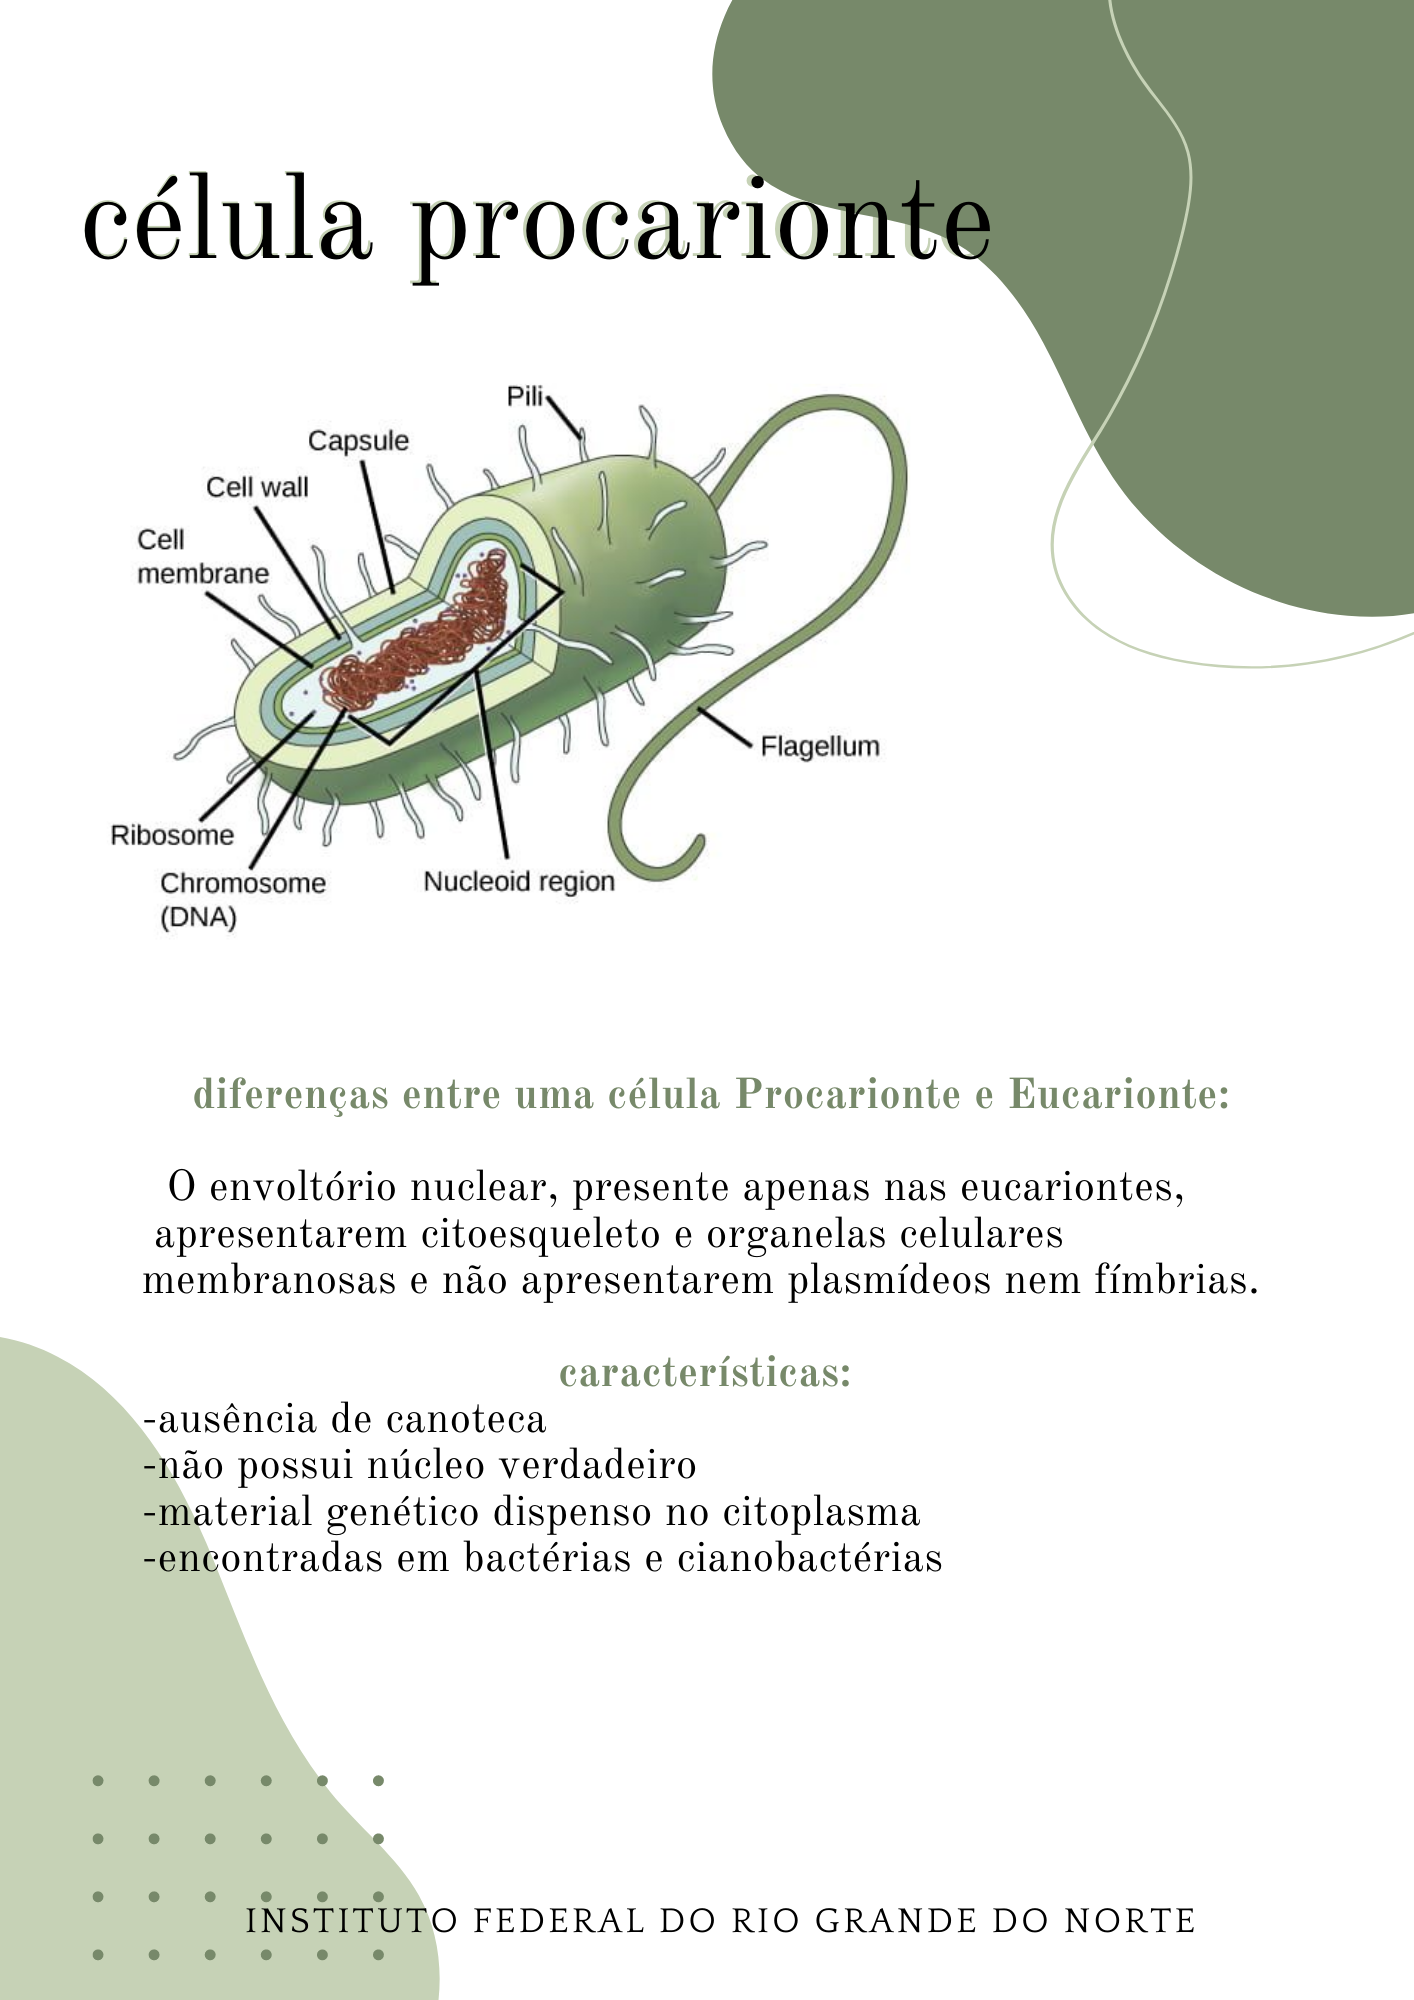 célula procarionte
Pili
Capsule
Cell wall
Cell
membrane
Flagellum
Ribosome
Chromosome
(DNA)
Nucleoid region
diferenças entre uma célula Procarionte e Eucarionte:
O envoltório nuclear, presente apenas nas eucariontes,
apresentarem citoesqueleto e organelas celulares
membranosas e não apresentarem plasmídeos nem fímbrias.
características:
-ausência de canoteca
-não possui núcleo verdadeiro
-material genético dispenso no citoplasma
-encontradas em bactérias e cianobactérias
INSTITUTO FEDERAL DO RIO GRANDE DO NORTE